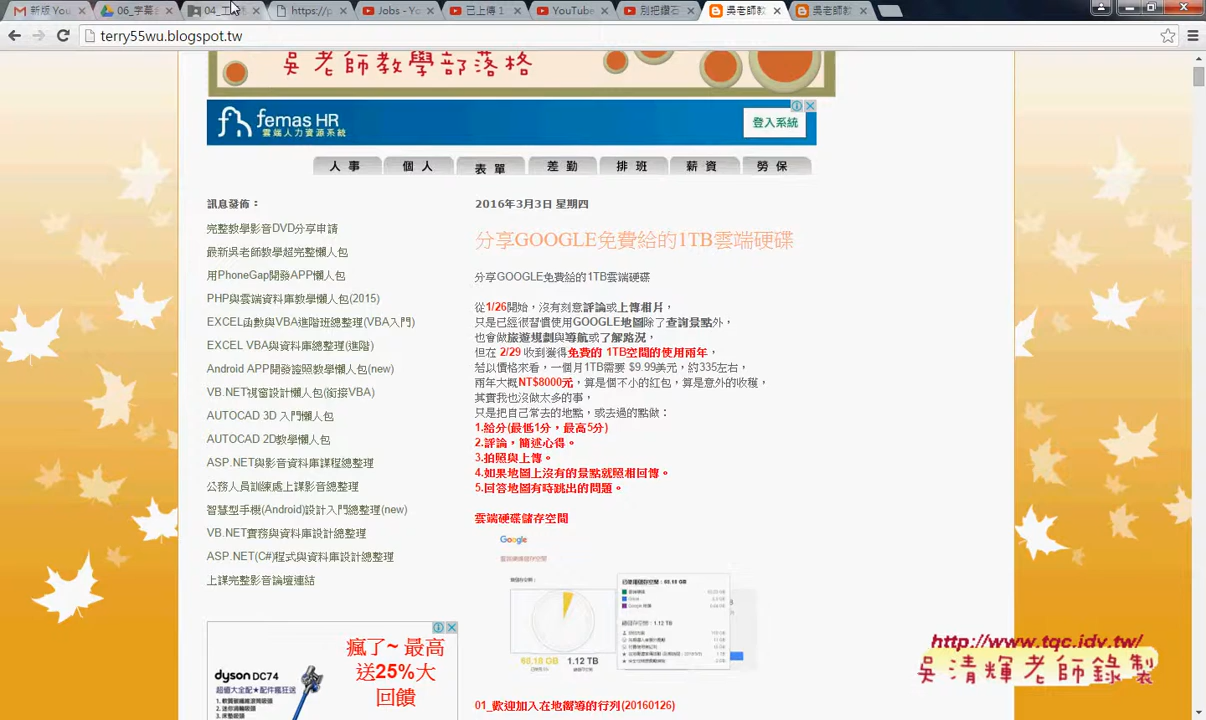 新版 You
06_字幕
04_工
https://p
Jobs - Yo
已上傳 1
YouTube
別把鑽石
吳老師教
吳老師教
terry55wu.blogspot.tw
吳老師教學部落格
femas HR
雲端人力資源系統
登入系統
人 事
個 人
表 單
差 勤
排 班
薪 資
勞 保
訊息發佈：
完整教學影音DVD分享申請
最新吳老師教學超完整懶人包
用PhoneGap開發APP懶人包
PHP與雲端資料庫教學懶人包(2015)
EXCEL函數與VBA進階班總整理(VBA入門)
EXCEL VBA與資料庫總整理(進階)
Android APP開發證照教學懶人包(new)
VB.NET視窗設計懶人包(銜接VBA)
AUTOCAD 3D 入門懶人包
AUTOCAD 2D教學懶人包
ASP.NET與影音資料庫課程總整理
公務人員訓練處上課影音總整理
智慧型手機(Android)設計入門總整理(new)
VB.NET實務與資料庫設計總整理
ASP.NET(C#)程式與資料庫設計總整理
上課完整影音論壇連結
瘋了~ 最高
送25%大
回饋
dyson DC74
超值大全配★配件瘋狂送
2016年3月3日 星期四
分享GOOGLE免費給的1TB雲端硬碟
分享GOOGLE免費給的1TB雲端硬碟
從1/26開始，沒有刻意評論或上傳相片，
只是已經很習慣使用GOOGLE地圖除了查詢景點外，
也會做旅遊規劃與導航或了解路況，
但在 2/29 收到獲得免費的 1TB空間的使用兩年，
若以價格來看，一個月1TB需要 $9.99美元，約335左右，
兩年大概NT$8000元，算是個不小的紅包，算是意外的收穫，
其實我也沒做太多的事，
只是把自己常去的地點，或去過的點做：
1.給分(最低1分，最高5分)
2.評論，簡述心得。
3.拍照與上傳。
4.如果地圖上沒有的景點就照相回傳。
5.回答地圖有時跳出的問題。
雲端硬碟儲存空間
Google
雲端硬碟儲存空間
1.12 TB
01_歡迎加入在地嚮導的行列(20160126)
http://www.tqc.idv.tw/
吳清輝老師錄製